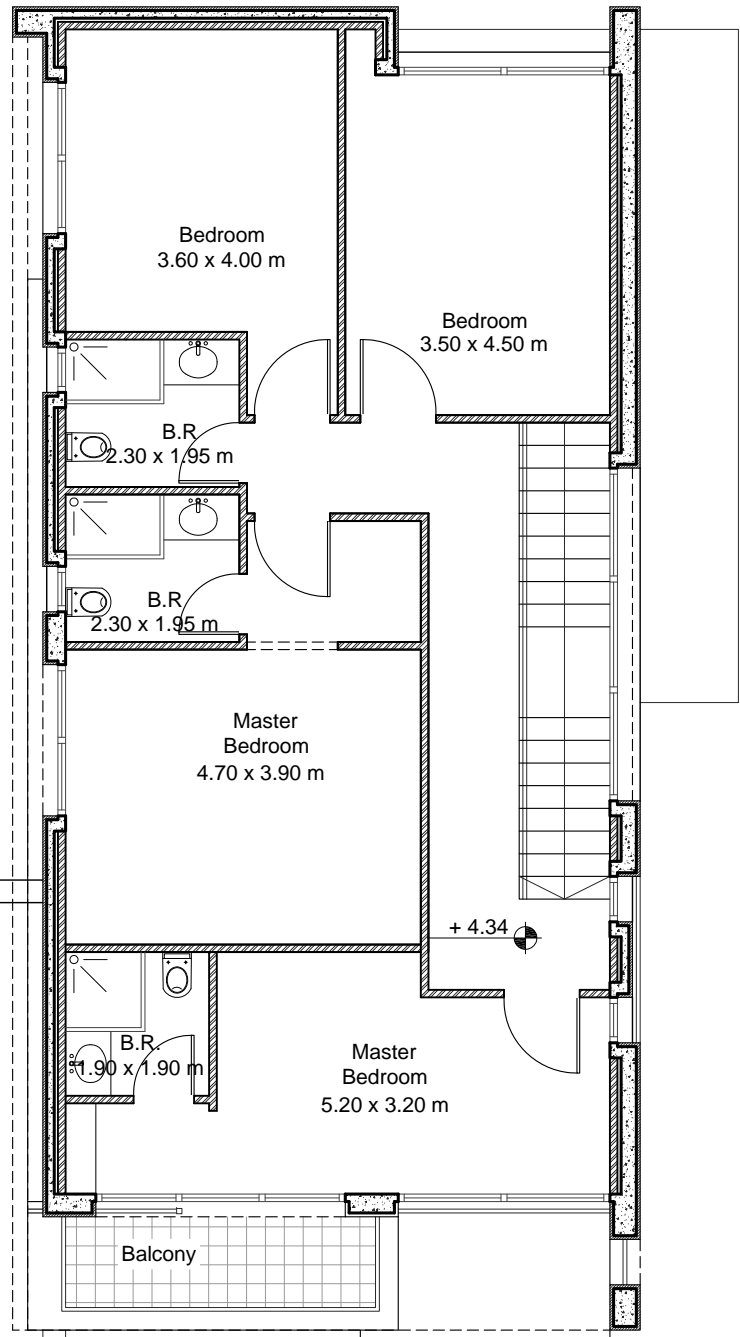 Bedroom
3.60 x 4.00 m
Bedroom
3.50 x 4.50 m
B.R
2.30 x 1.95 m
B.R
2.30 x 1.95 m
Master
Bedroom
4.70 x 3.90 m
+ 4.34
B.R.
1.90 x 1.90 m
Master
Bedroom
5.20 x 3.20 m
Balcony